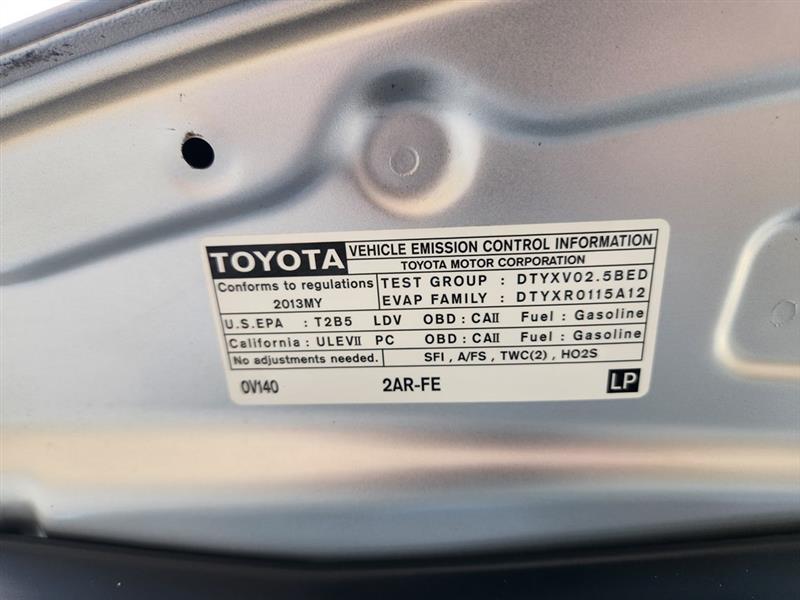 TOYOTA VEHICLE EMISSION CONTROL INFORMATION
TOYOTA MOTOR CORPORATION
Conforms to regulations
2013MY
TEST GROUP : DTYXV02.5BED
EVAP FAMILY : DTYXR0115A12
U.S.EPA : T2B5 LDV OBD : CAII Fuel : Gasoline
California : ULEVII PC OBD : CAII Fuel : Gasoline
No adjustments needed. SFI , A/FS , TWC(2) , HO2S
0V140 2AR-FE LP